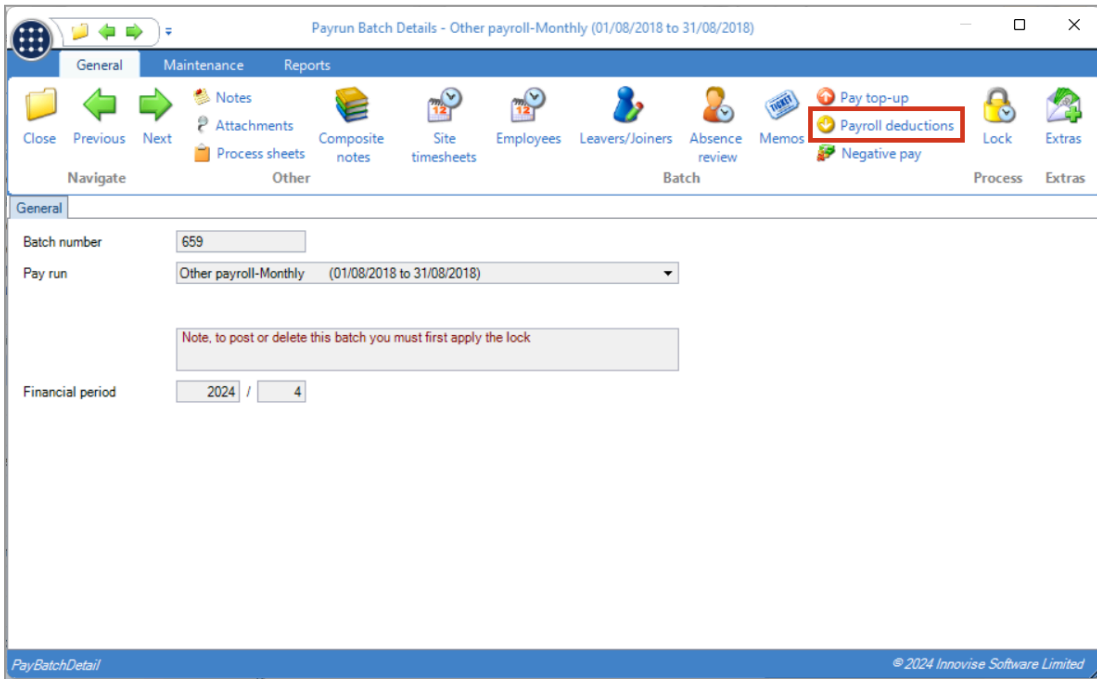 Payrun Batch Details - Other payroll-Monthly (01/08/2018 to 31/08/2018)
General Maintenance Reports
Close
Previous
Next
Navigate
Notes
Attachments
Process sheets
Other
Composite
notes
12
Site
timesheets
12
Employees
Leavers/Joiners
Absence
review
TICKET
Memos
Pay top-up
Payroll deductions
Negative pay
Batch
Lock
Process
Extras
Extras
General
Batch number 659
Pay run Other payroll-Monthly (01/08/2018 to 31/08/2018)
Note, to post or delete this batch you must first apply the lock
Financial period 2024 / 4
PayBatchDetail © 2024 Innovise Software Limited